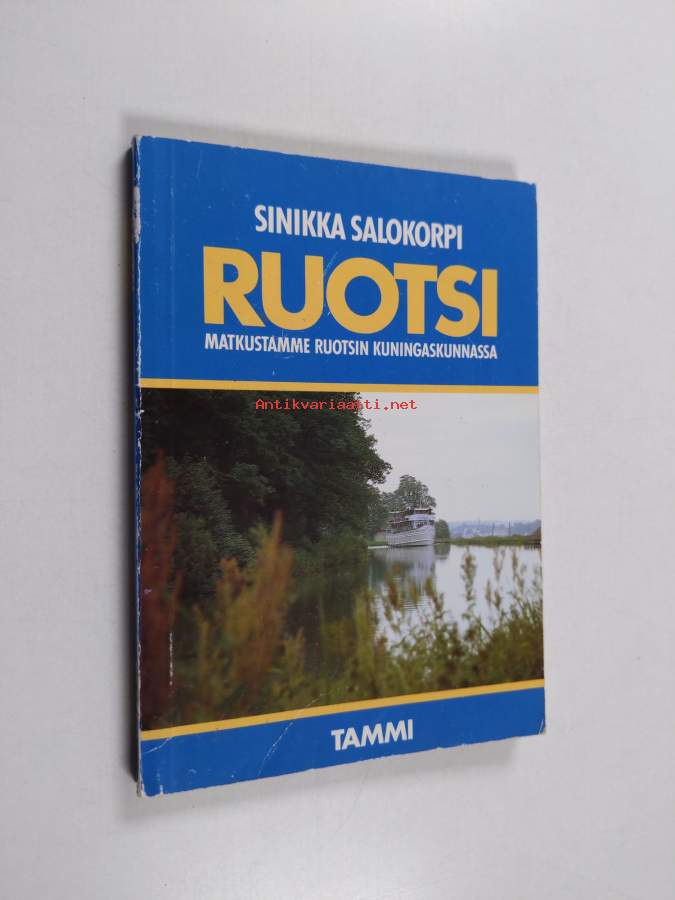 SINIKKA SALOKORPI
RUOTSI
MATKUSTAMME RUOTSIN KUNINGASKUNNASSA
Antikvariaatti.net
TAMMI